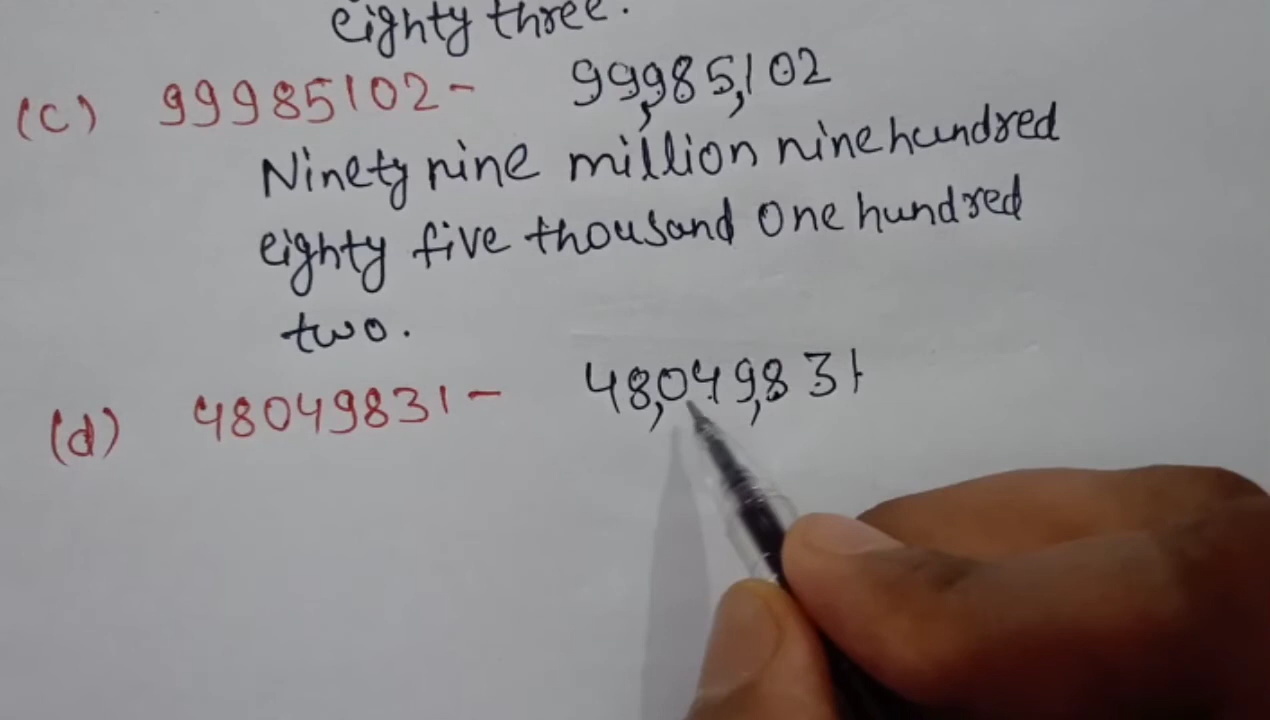 eighty three.
(c) 99985102 - 99,985,102
Ninety nine million nine hundred
eighty five thousand one hundred
two.
(d) 48049831 - 48,049,831